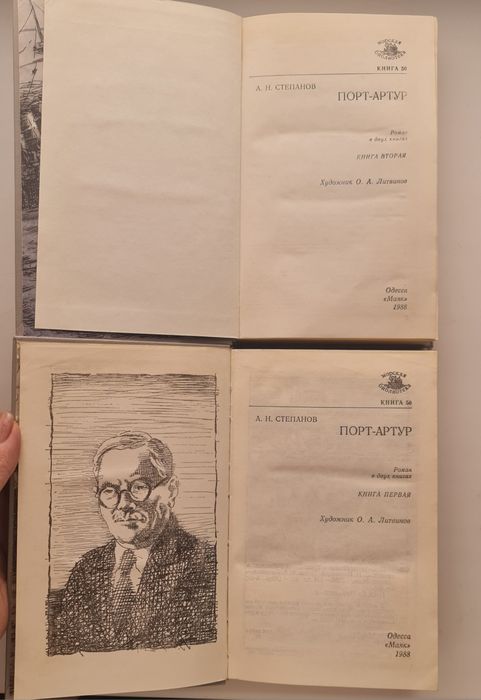 МОРСКАЯ
БИБЛИОТЕКА
КНИГА 50
А. Н. СТЕПАНОВ
ПОРТ-АРТУР
Роман
в двух книгах
КНИГА ВТОРАЯ
Художник О. А. Литвинов
Одесса
«Маяк»
1988
МОРСКАЯ
БИБЛИОТЕКА
КНИГА 50
А. Н. СТЕПАНОВ
ПОРТ-АРТУР
Роман
в двух книгах
КНИГА ПЕРВАЯ
Художник О. А. Литвинов
Одесса
«Маяк»
1988